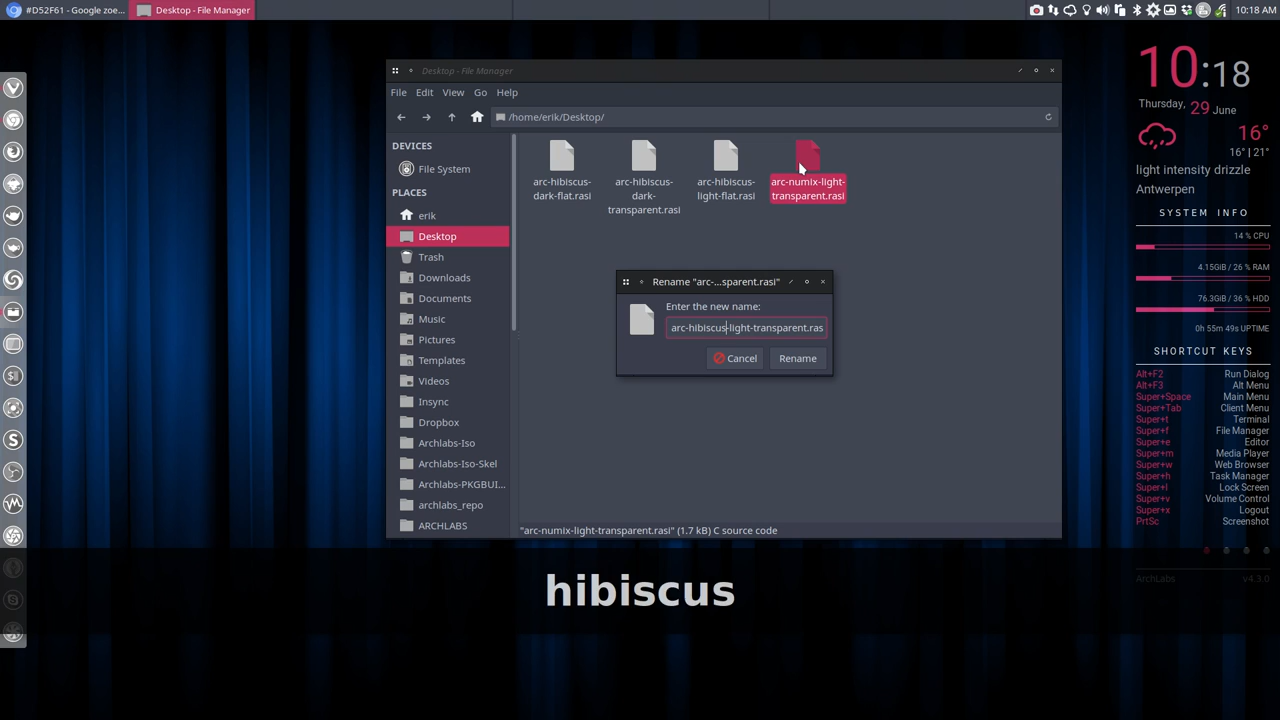 #D52F61 - Google zoe...
Desktop - File Manager
10:18 AM
Desktop - File Manager
File Edit View Go Help
/home/erik/Desktop/
DEVICES
File System
PLACES
erik
Desktop
Trash
Downloads
Documents
Music
Pictures
Templates
Videos
Insync
Dropbox
Archlabs-Iso
Archlabs-Iso-Skel
Archlabs-PKGBUI...
archlabs_repo
ARCHLABS
arc-hibiscus-
dark-flat.rasi
arc-hibiscus-
dark-
transparent.rasi
arc-hibiscus-
light-flat.rasi
arc-numix-light-
transparent.rasi
Rename "arc-...sparent.rasi"
Enter the new name:
arc-hibiscus-light-transparent.ras
Cancel
Rename
"arc-numix-light-transparent.rasi" (1.7 kB) C source code
hibiscus
10:18
Thursday, 29 June
16°
16° | 21°
light intensity drizzle
Antwerpen
SYSTEM INFO
14 % CPU
4.15GiB / 26 % RAM
76.3GiB / 36 % HDD
0h 55m 49s UPTIME
SHORTCUT KEYS
Alt+F2 Run Dialog
Alt+F3 Alt Menu
Super+Space Main Menu
Super+Tab Client Menu
Super+t Terminal
Super+f File Manager
Super+e Editor
Super+m Media Player
Super+w Web Browser
Super+h Task Manager
Super+l Lock Screen
Super+v Volume Control
Super+x Logout
PrtSc Screenshot
ArchLabs v4.3.0